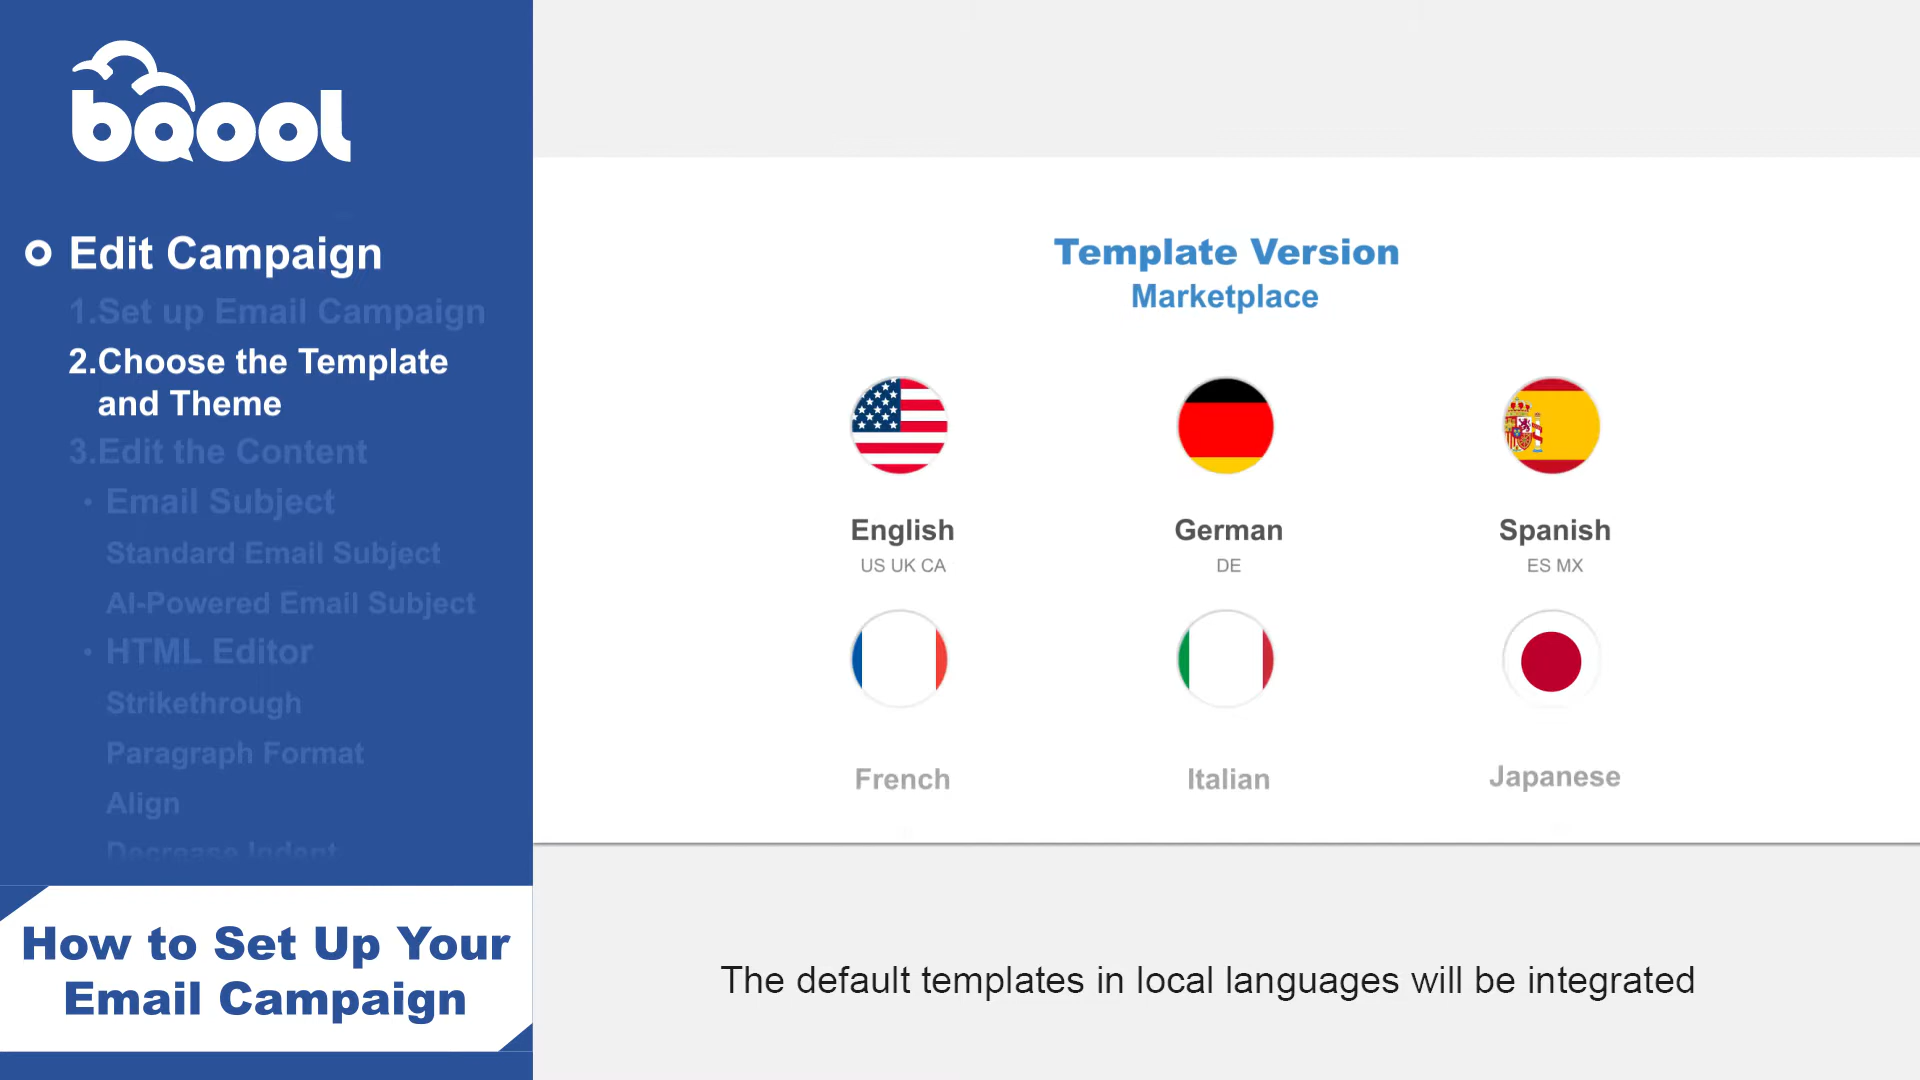 bqool
Edit Campaign
1.Set up Email Campaign
2.Choose the Template
and Theme
3.Edit the Content
· Email Subject
Standard Email Subject
AI-Powered Email Subject
· HTML Editor
Strikethrough
Paragraph Format
Align
Decrease Indent
How to Set Up Your
Email Campaign
Template Version
Marketplace
English
US UK CA
German
DE
Spanish
ES MX
French
Italian
Japanese
The default templates in local languages will be integrated